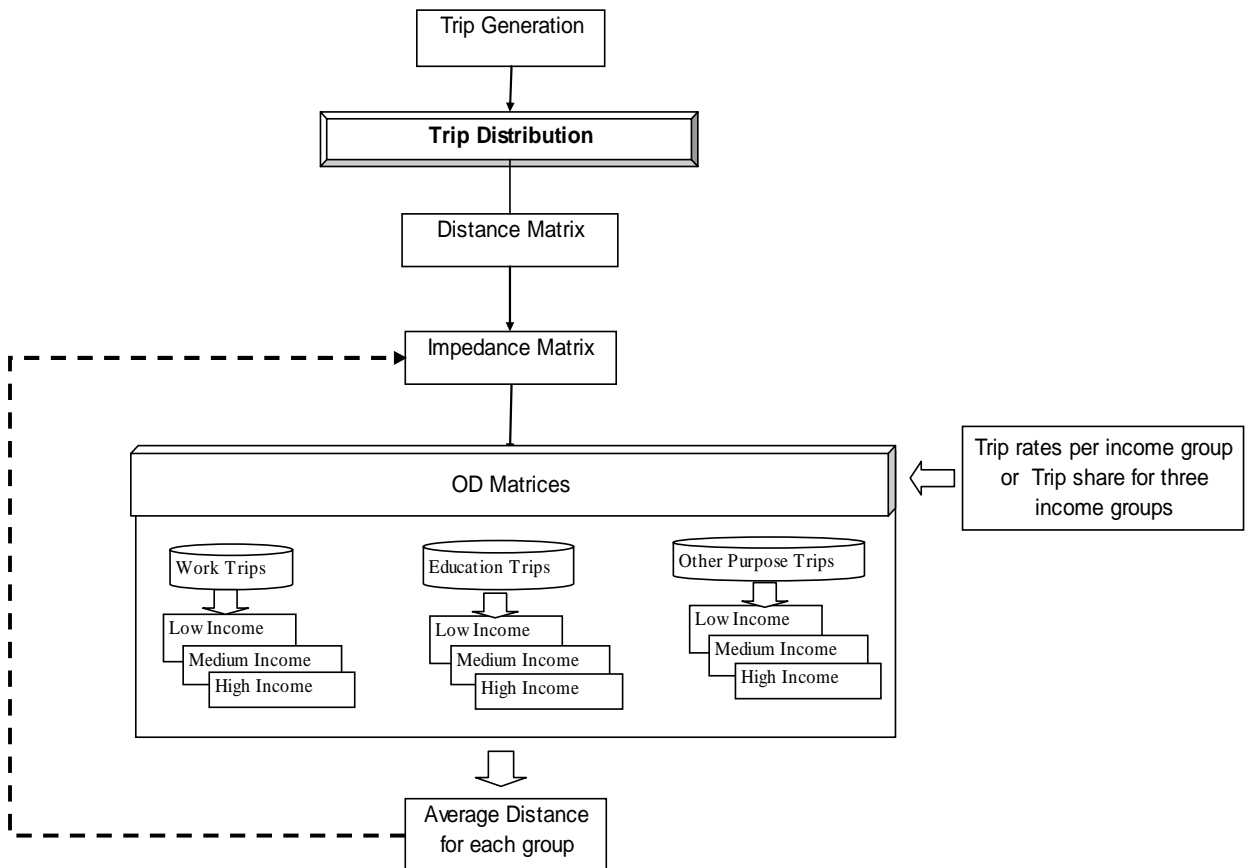 Trip Generation
Trip Distribution
Distance Matrix
Impedance Matrix
OD Matrices
Trip rates per income group
or Trip share for three
income groups
Work Trips
Low Income
Medium Income
High Income
Education Trips
Low Income
Medium Income
High Income
Other Purpose Trips
Low Income
Medium Income
High Income
Average Distance
for each group